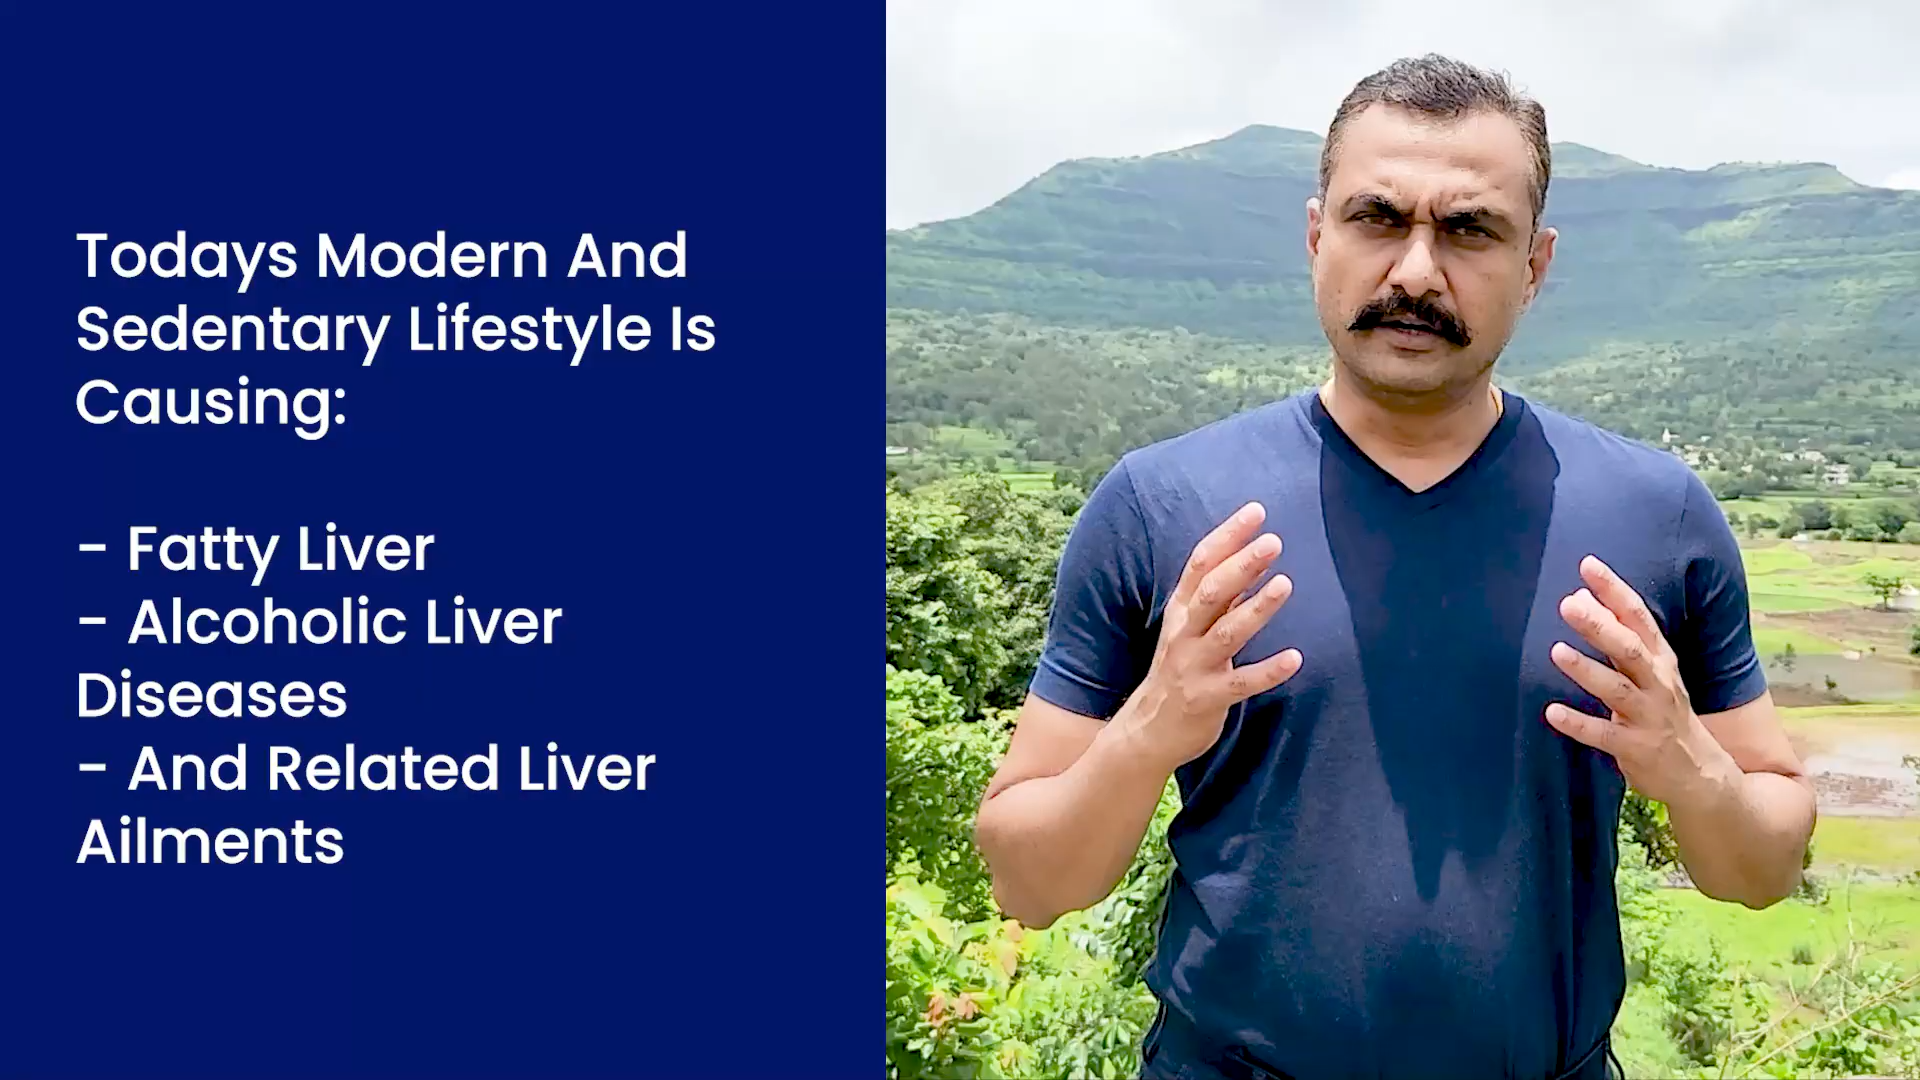 Todays Modern And
Sedentary Lifestyle Is
Causing:
- Fatty Liver
- Alcoholic Liver
Diseases
- And Related Liver
Ailments